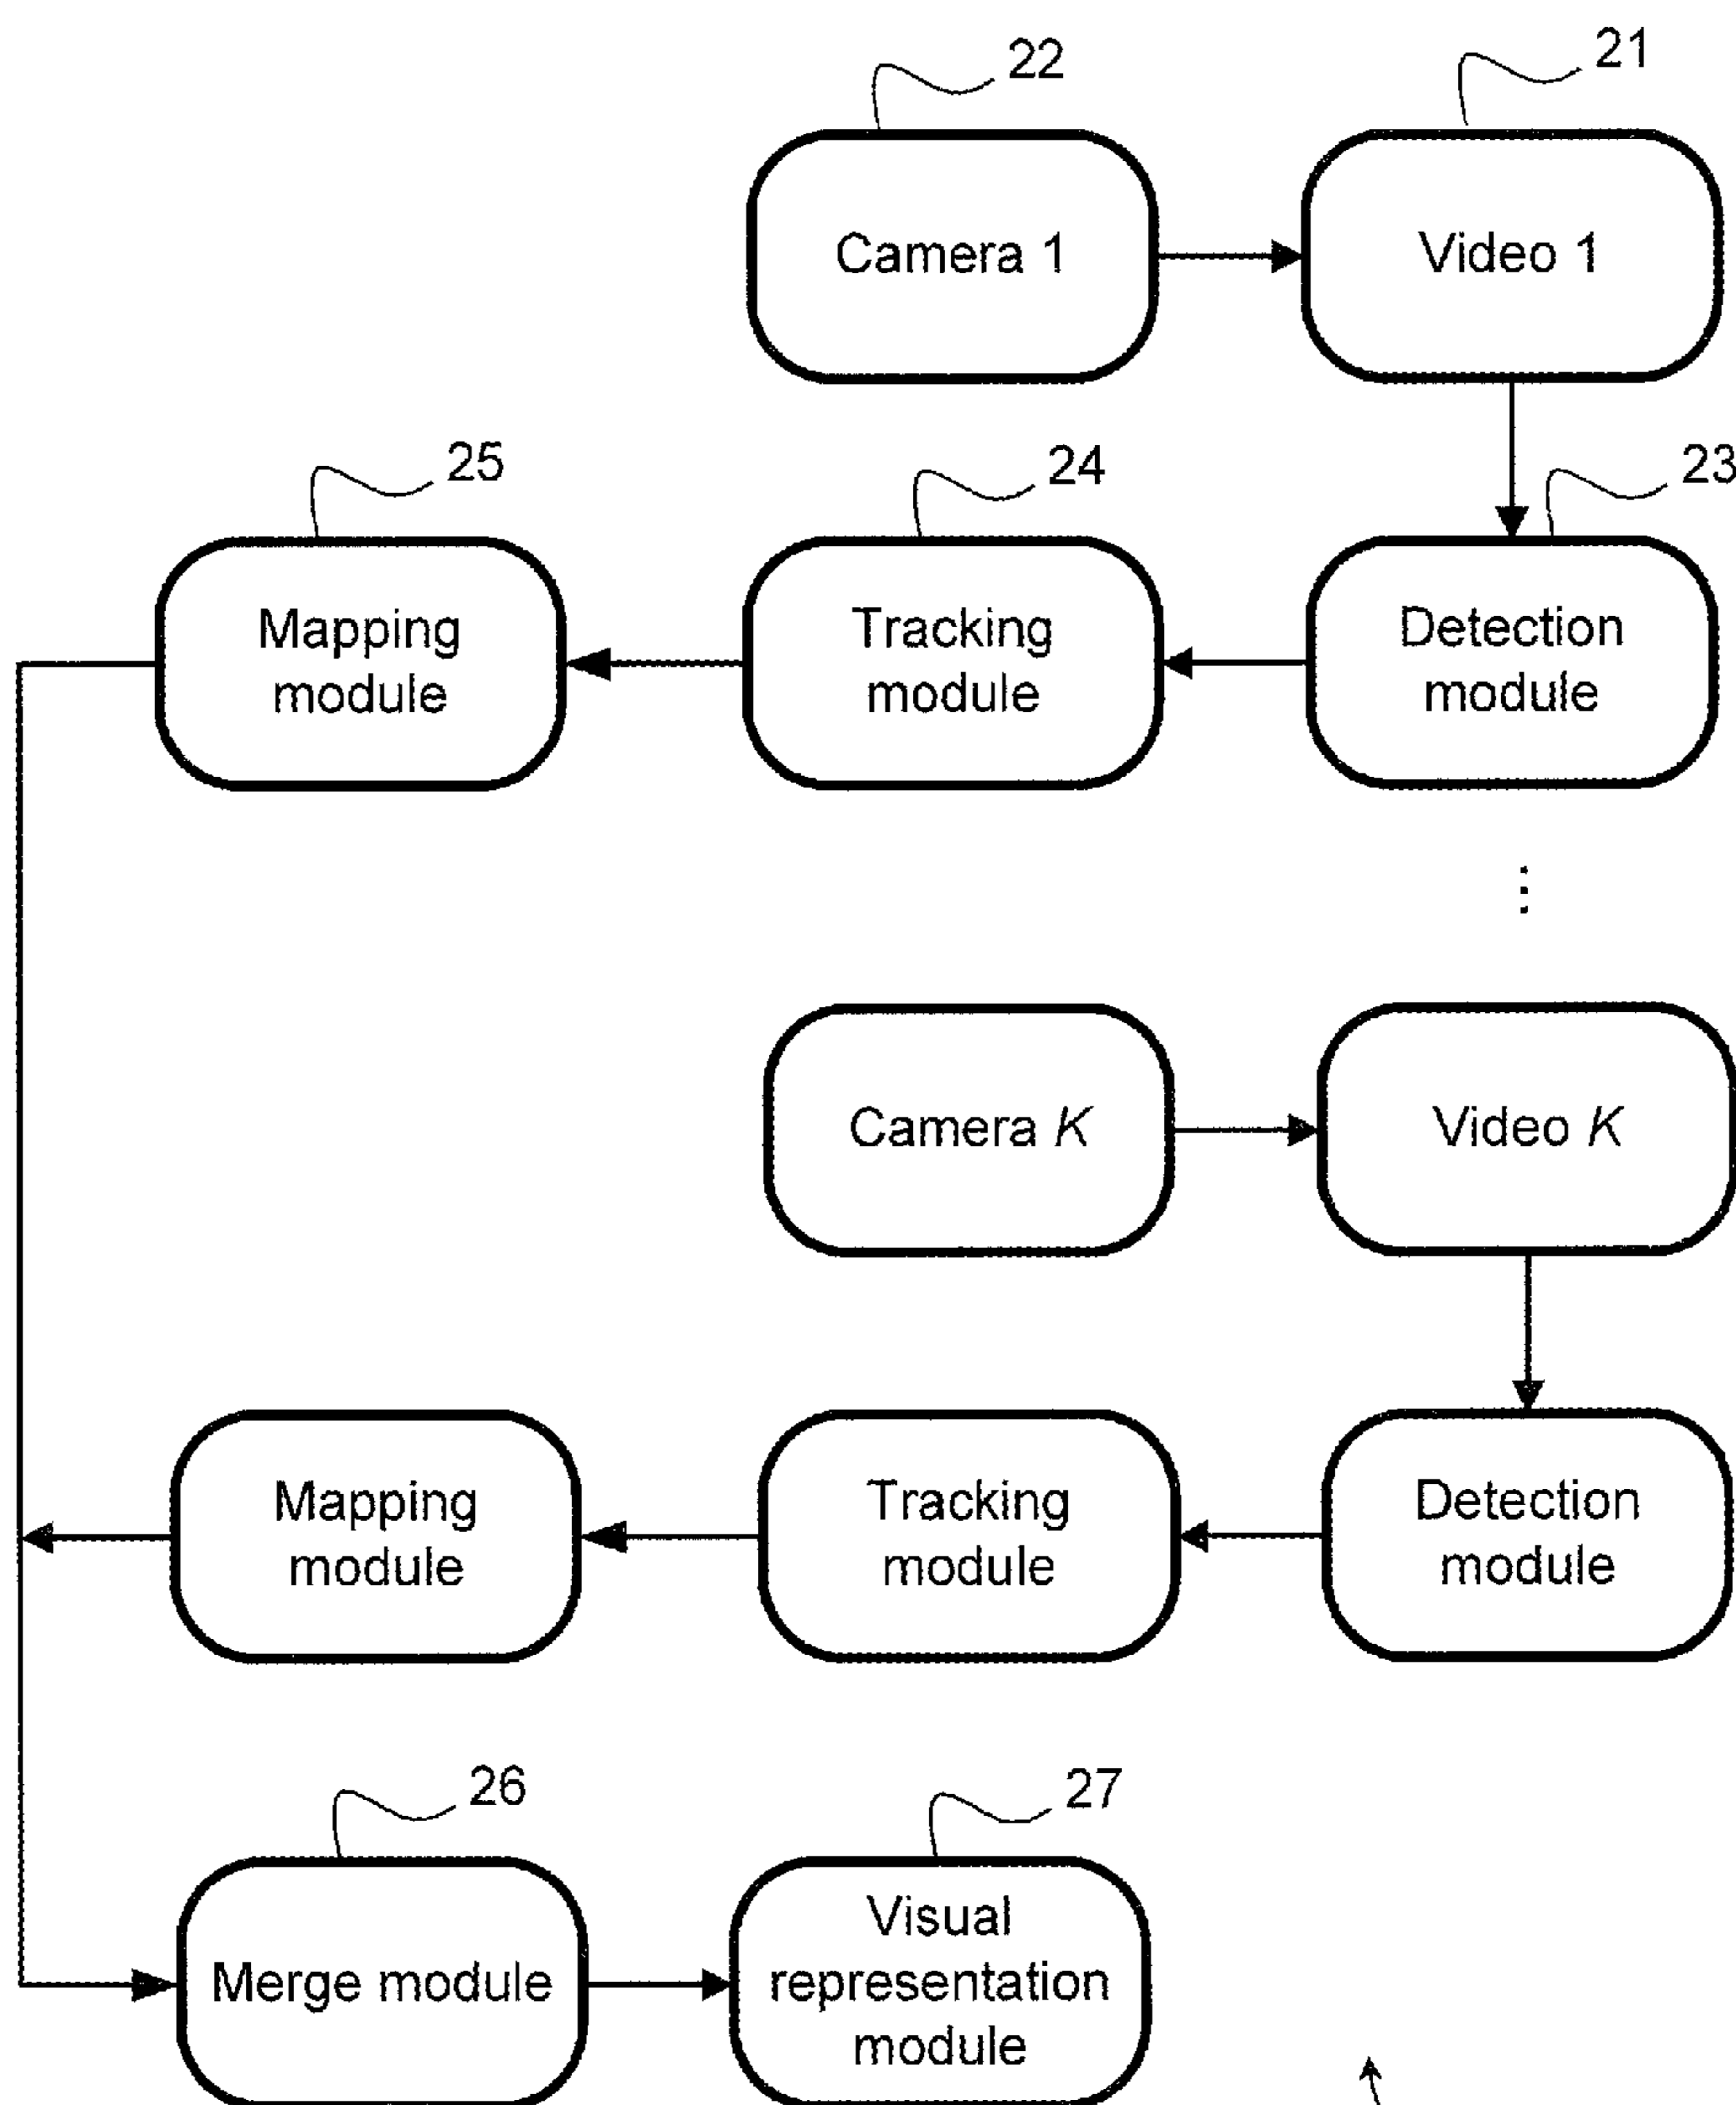 22
21
Camera 1
Video 1
25
24
23
Mapping
module
Tracking
module
Detection
module
⋮
Camera K
Video K
Mapping
module
Tracking
module
Detection
module
26
27
Merge module
Visual
representation
module